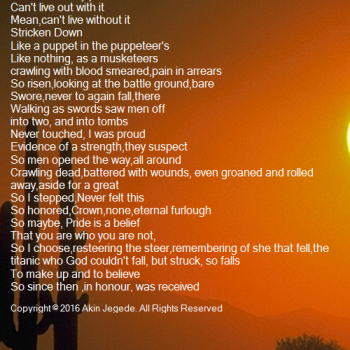 Can't live out with it
Mean,can't live without it
Stricken Down
Like a puppet in the puppeteer's
Like nothing, as a musketeers
crawling with blood smeared,pain in arrears
So risen,looking at the battle ground,bare
Swore,never to again fall,there
Walking as swords saw men off
into two, and into tombs
Never touched, I was proud
Evidence of a strength,they suspect
So men opened the way,all around
Crawling dead,battered with wounds, even groaned and rolled
away,aside for a great
So I stepped,Never felt this
So honored,Crown,none,eternal furlough
So maybe, Pride is a belief
That you are who you are not,
So I choose,resteering the steer,remembering of she that fell,the
titanic who God couldn't fall, but struck, so falls
To make up and to believe
So since then ,in honour, was received
Copyright © 2016 Akin Jegede. All Rights Reserved